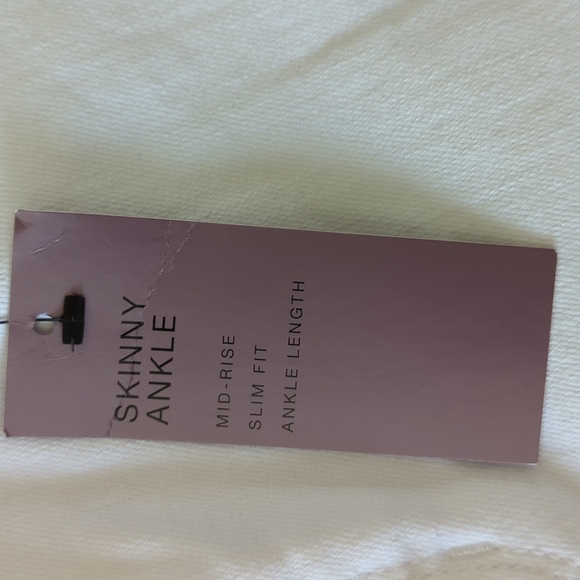 SKINNY
ANKLE
MID-RISE
SLIM FIT
ANKLE LENGTH